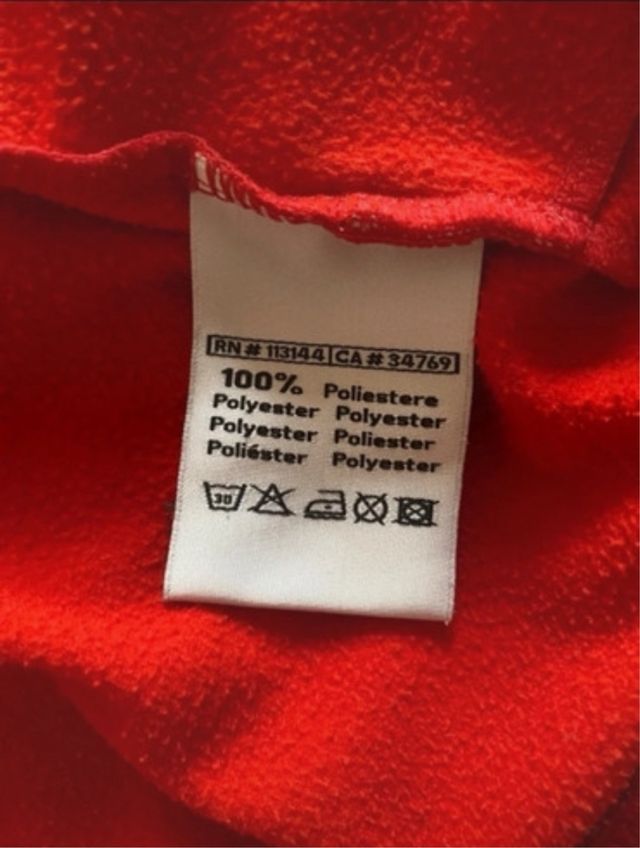 RN # 113144 CA # 34769
100% Poliestere
Polyester Polyester
Polyester Poliester
Poliéster Polyester
30